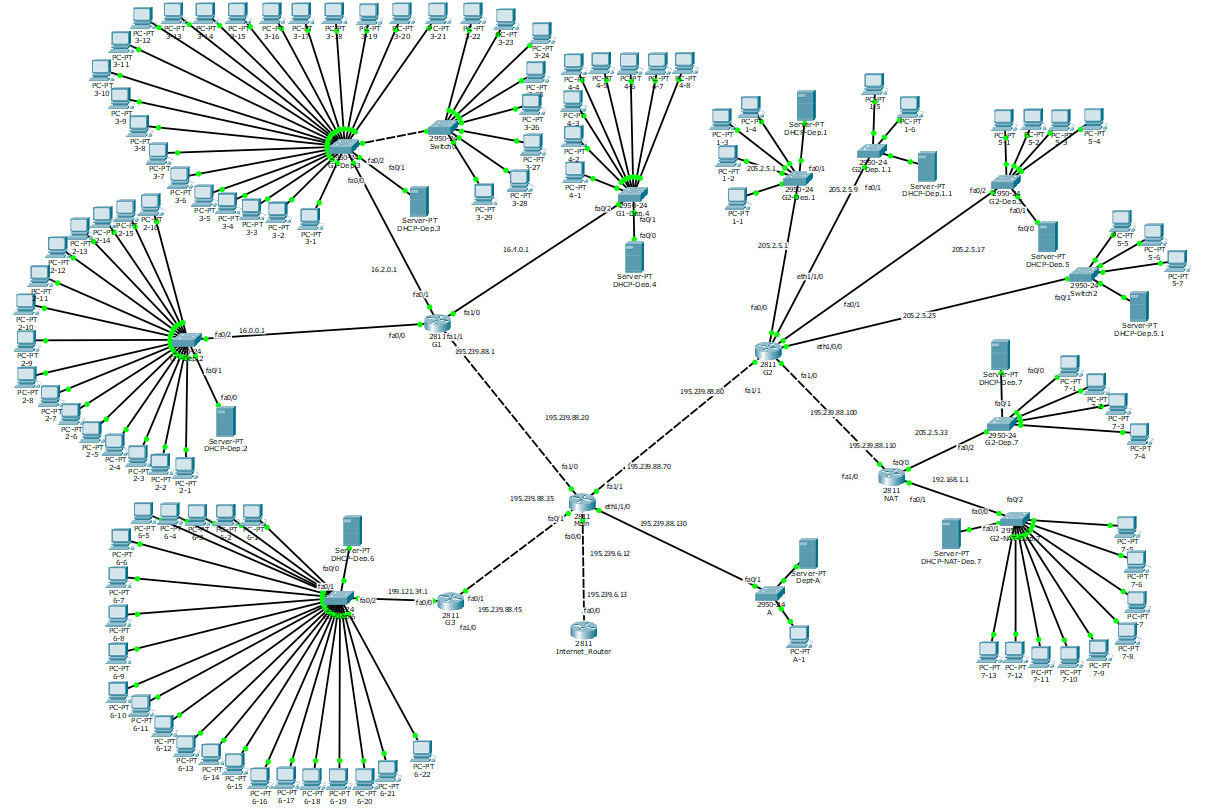 PC-PT
3-12
PC-PT
3-13
PC-PT
3-14
PC-PT
3-15
PC-PT
3-16
PC-PT
3-17
PC-PT
3-18
PC-PT
3-19
PC-PT
3-20
PC-PT
3-21
PC-PT
3-22
PC-PT
3-23
PC-PT
3-24
PC-PT
PC-PT
3-26
PC-PT
3-27
PC-PT
3-28
PC-PT
3-29
PC-PT
3-11
PC-PT
3-10
PC-PT
3-9
PC-PT
3-8
PC-PT
3-7
PC-PT
3-6
PC-PT
3-5
PC-PT
3-4
PC-PT
3-3
PC-PT
3-2
PC-PT
3-1
2950-24
fa0/2
fa0/1
fa0/0
Server-PT
DHCP-Dep.3
16.2.0.1
fa0/1
PC-PT
4-4
PC-PT
4-5
PC-PT
4-6
PC-PT
4-7
PC-PT
4-8
PC-PT
4-3
PC-PT
4-2
PC-PT
4-1
2950-24
G1-Dep.4
fa0/2
fa0/1
fa0/0
Server-PT
DHCP-Dep.4
16.4.0.1
fa1/0
PC-PT
1-3
PC-PT
1-4
PC-PT
1-2
PC-PT
1-1
Server-PT
DHCP-Dep.1
205.2.5.1
fa0/1
2950-24
G2-Dep.1
205.2.5.1
fa0/0
PC-PT
1-5
PC-PT
1-6
2950-24
G2-Dep.1.1
Server-PT
DHCP-Dep.1.1
205.2.5.9
fa0/1
eth1/1/0
PC-PT
5-1
PC-PT
5-2
PC-PT
5-3
PC-PT
5-4
2950-24
G2-Dep.5
fa0/2
fa0/1
fa0/0
Server-PT
DHCP-Dep.5
205.2.5.17
fa0/1
PC-PT
5-5
PC-PT
5-6
PC-PT
5-7
2950-24
Switch2
fa0/1
Server-PT
DHCP-Dep.5.1
205.2.5.25
eth1/0/0
PC-PT
2-16
PC-PT
2-15
PC-PT
2-14
PC-PT
2-13
PC-PT
2-12
PC-PT
2-11
PC-PT
2-10
PC-PT
2-9
PC-PT
2-8
PC-PT
2-7
PC-PT
2-6
PC-PT
2-5
PC-PT
2-4
PC-PT
2-3
PC-PT
2-2
PC-PT
2-1
fa0/2
16.0.0.1
fa0/0
fa0/1
fa0/0
Server-PT
DHCP-Dep.2
2811
G1
fa1/1
195.239.88.1
195.239.88.20
fa1/0
2811
G2
fa1/1
195.239.88.80
195.239.88.70
fa1/1
fa1/0
195.239.88.100
195.239.88.110
fa1/0
2811
NAT
fa0/0
205.2.5.33
fa0/2
fa0/1
192.168.1.1
Server-PT
DHCP-Dep.7
fa0/0
fa0/1
2950-24
G2-Dep.7
PC-PT
7-1
PC-PT
PC-PT
7-3
PC-PT
7-4
fa0/2
fa0/0
fa0/1
Server-PT
DHCP-NAT-Dep.7
PC-PT
7-5
PC-PT
7-6
PC-PT
PC-PT
7-8
PC-PT
7-9
PC-PT
7-10
PC-PT
7-11
PC-PT
7-12
PC-PT
7-13
2811
Main
195.239.88.35
fa0/1
eth1/1/0
195.239.88.130
fa0/0
195.239.6.12
195.239.6.13
fa0/0
2811
Internet_Router
fa0/1
2950-24
A
Server-PT
Dept-A
PC-PT
A-1
PC-PT
6-5
PC-PT
6-4
PC-PT
6-3
PC-PT
6-2
PC-PT
6-1
Server-PT
DHCP-Dep.6
fa0/0
fa0/1
fa0/2
199.121.34.1
fa0/0
fa0/1
2811
G3
195.239.88.45
fa1/0
PC-PT
6-6
PC-PT
6-7
PC-PT
6-8
PC-PT
6-9
PC-PT
6-10
PC-PT
6-11
PC-PT
6-12
PC-PT
6-13
PC-PT
6-14
PC-PT
6-15
PC-PT
6-16
PC-PT
6-17
PC-PT
6-18
PC-PT
6-19
PC-PT
6-20
PC-PT
6-21
PC-PT
6-22